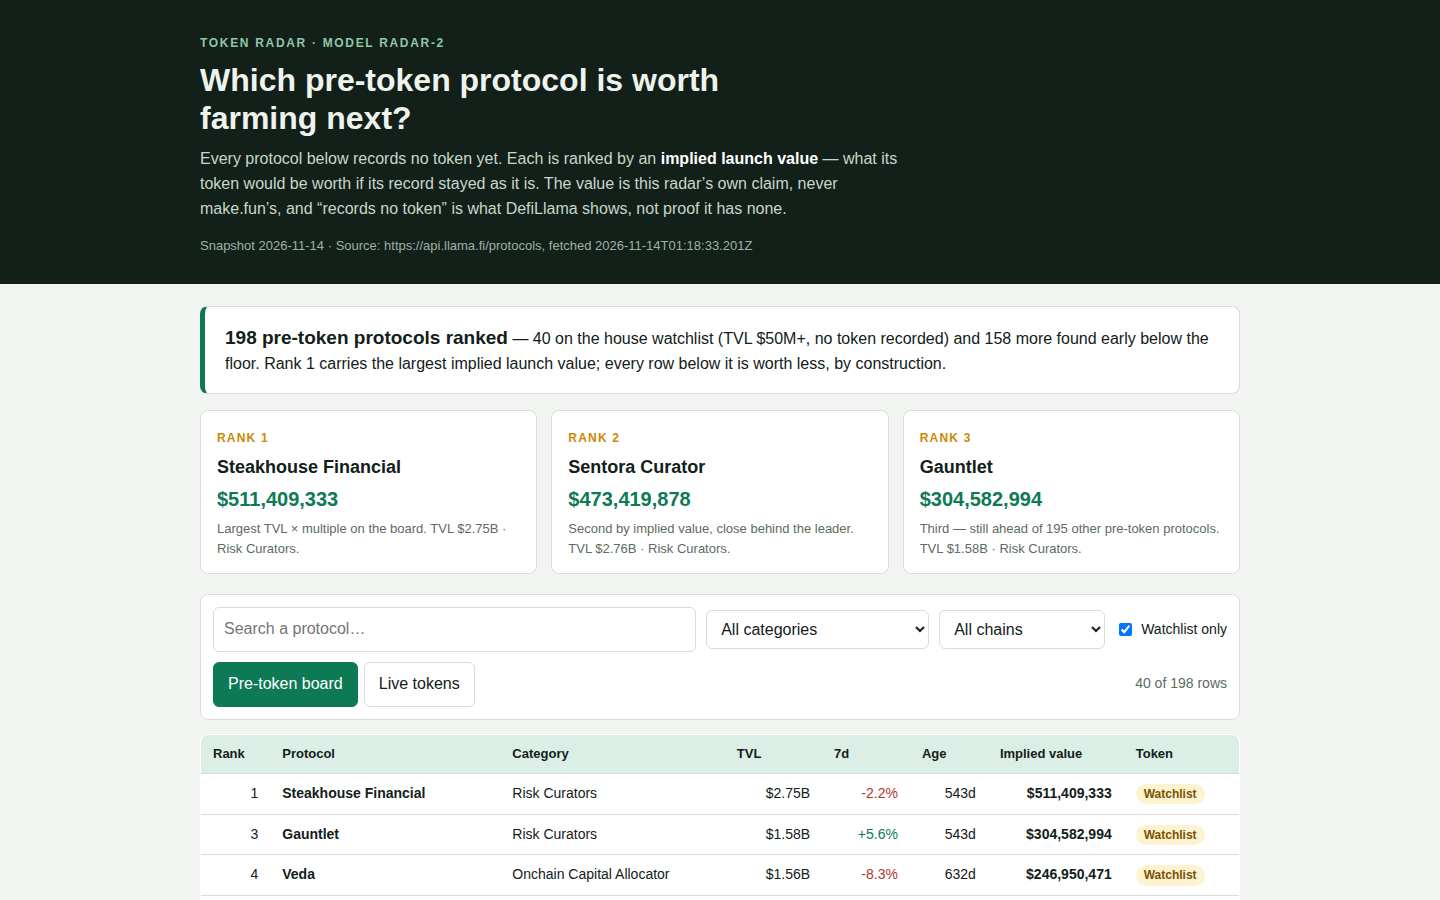 TOKEN RADAR · MODEL RADAR-2
Which pre-token protocol is worth
farming next?
Every protocol below records no token yet. Each is ranked by an implied launch value — what its
token would be worth if its record stayed as it is. The value is this radar’s own claim, never
make.fun’s, and “records no token” is what DefiLlama shows, not proof it has none.
Snapshot 2026-11-14 · Source: https://api.llama.fi/protocols, fetched 2026-11-14T01:18:33.201Z
198 pre-token protocols ranked — 40 on the house watchlist (TVL $50M+, no token recorded) and 158 more found early below the
floor. Rank 1 carries the largest implied launch value; every row below it is worth less, by construction.
RANK 1
Steakhouse Financial
$511,409,333
Largest TVL × multiple on the board. TVL $2.75B ·
Risk Curators.
RANK 2
Sentora Curator
$473,419,878
Second by implied value, close behind the leader.
TVL $2.76B · Risk Curators.
RANK 3
Gauntlet
$304,582,994
Third — still ahead of 195 other pre-token protocols.
TVL $1.58B · Risk Curators.
Search a protocol…
All categories
All chains
Watchlist only
Pre-token board
Live tokens
40 of 198 rows
Rank Protocol Category TVL 7d Age Implied value Token
1 Steakhouse Financial Risk Curators $2.75B -2.2% 543d $511,409,333 Watchlist
3 Gauntlet Risk Curators $1.58B +5.6% 543d $304,582,994 Watchlist
4 Veda Onchain Capital Allocator $1.56B -8.3% 632d $246,950,471 Watchlist